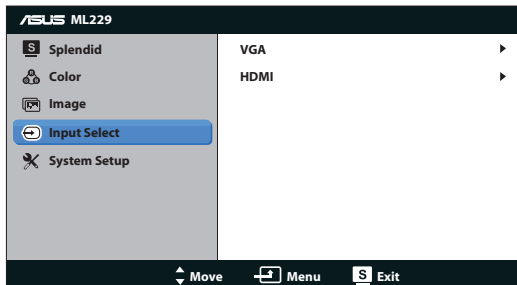 ASUS ML229
S Splendid
Color
Image
Input Select
System Setup
VGA
HDMI
Move Menu S Exit